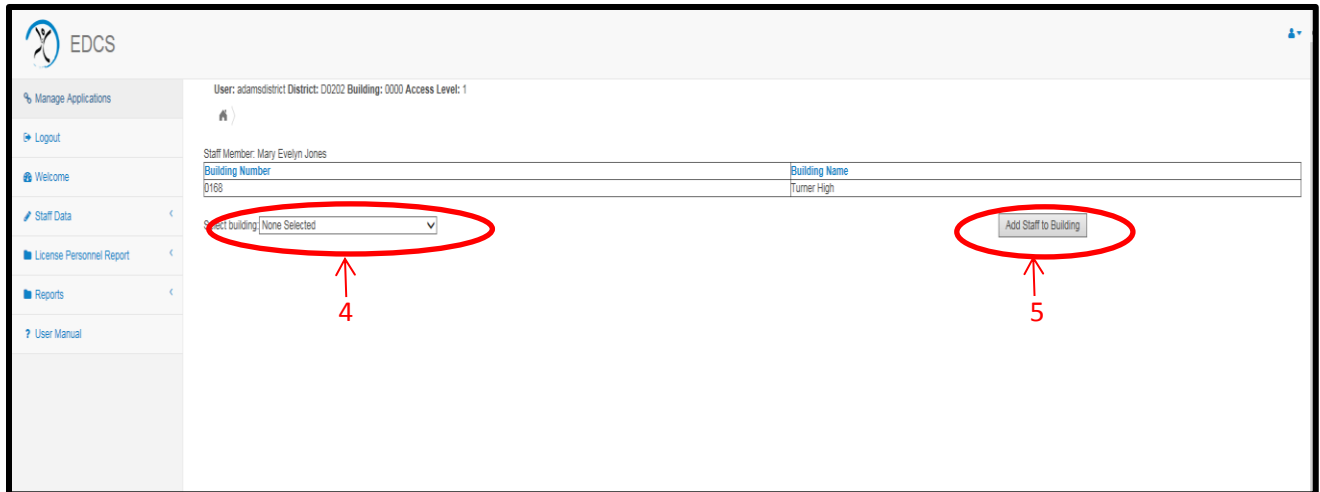 EDCS
User: adamsdistrict District: D0202 Building: 0000 Access Level: 1
Manage Applications
Logout
Welcome
Staff Data
License Personnel Report
Reports
? User Manual
Staff Member: Mary Evelyn Jones
Building Number Building Name
0168 Turner High
Select building: None Selected Add Staff to Building
4 5